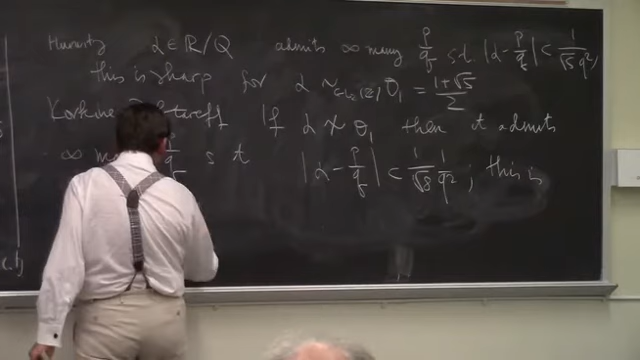 Hurwitz α ∈ ℝ/ℚ admits ∞ many p/q s.t. |α - p/q| < 1/(√5 q²),
this is sharp for α ~GL₂(ℤ) θ₁ = (1+√5)/2
Korkine If α ≁ θ₁ then it admits
∞ s t |α - p/q| < 1/√8 1/q² ; this is